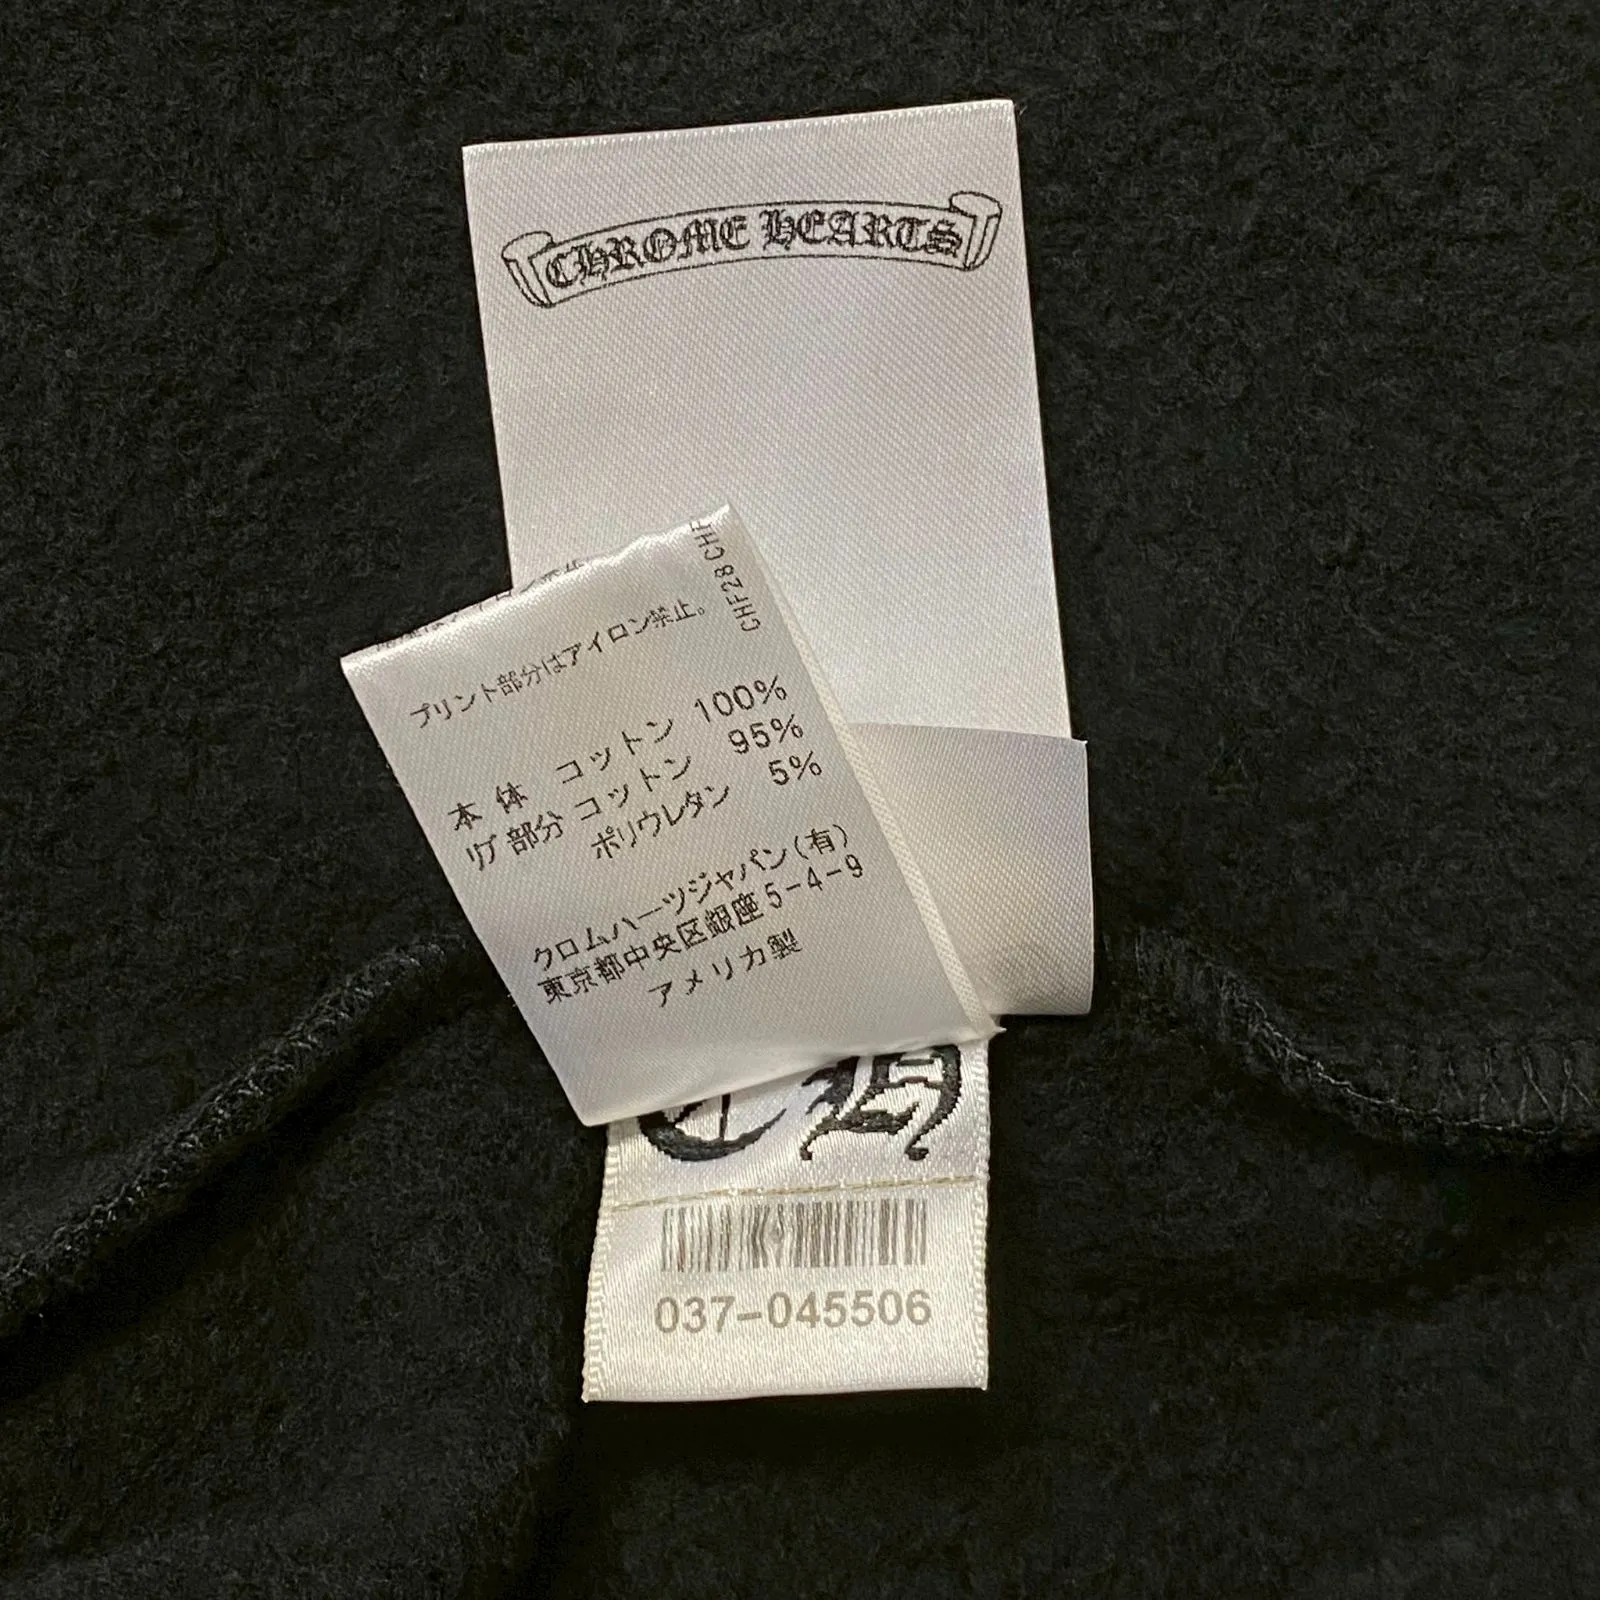 CHROME HEARTS
CHF28 CHF
プリント部分はアイロン禁止。
本体 コットン 100%
リブ部分 コットン 95%
ポリウレタン 5%
クロムハーツジャパン(有)
東京都中央区銀座5-4-9
アメリカ製
CH
037-045506